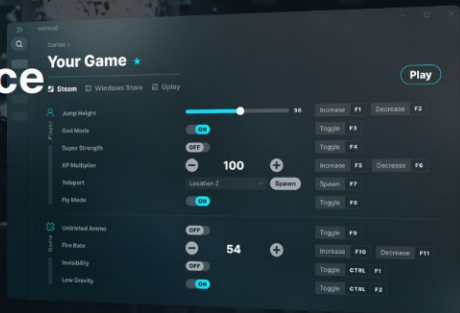 wemod
Games >
Your Game
ce
Play
Steam Windows Store Uplay
Player
Jump Height 56 Increase F1 Decrease F2
God Mode ON Toggle F3
Super Strength OFF Toggle F4
XP Multiplier 100 Increase F5 Decrease F6
Teleport Location Z Spawn Spawn F7
Fly Mode ON Toggle F8
Game
Unlimited Ammo OFF Toggle F9
Fire Rate 54 Increase F10 Decrease F11
Invisibility OFF Toggle CTRL F1
Low Gravity ON Toggle CTRL F2